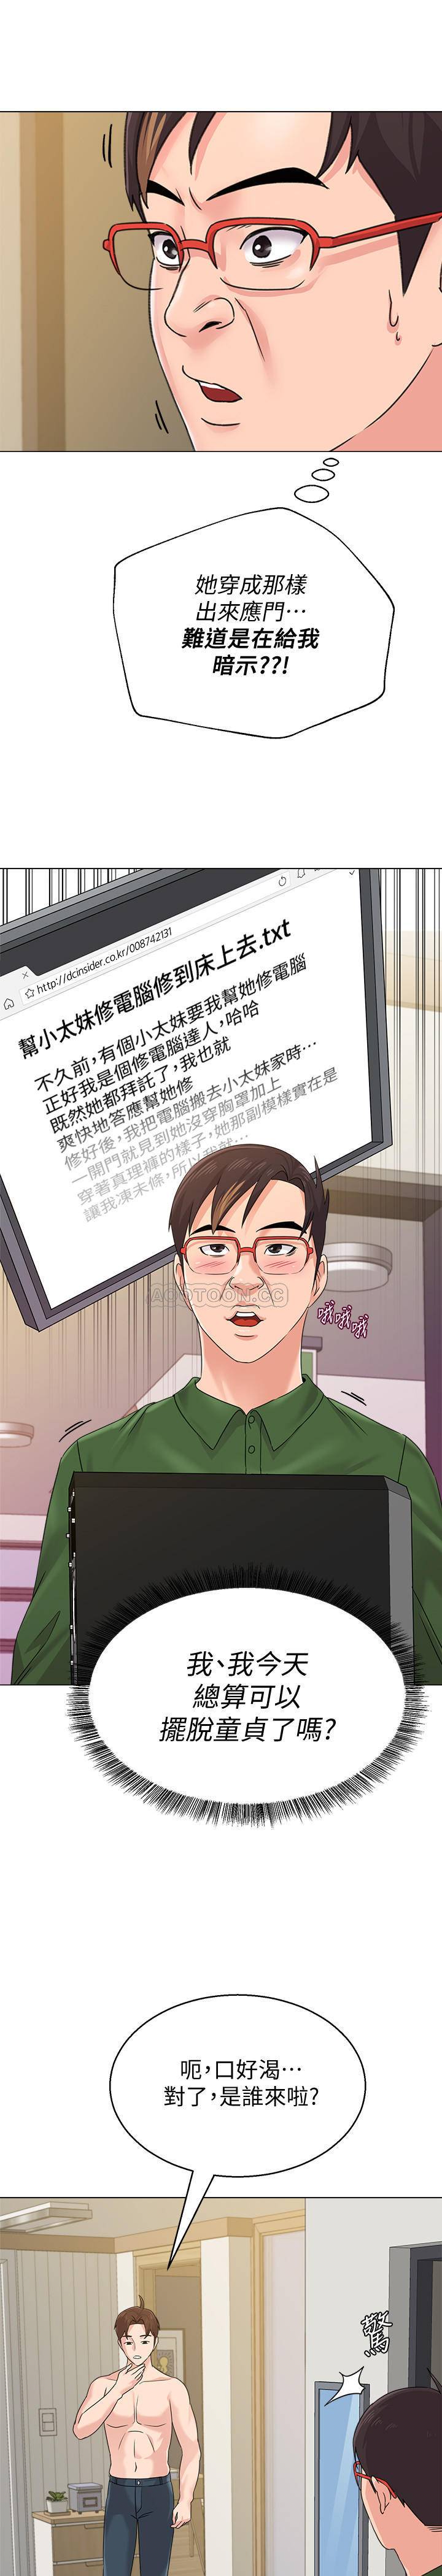 她穿成那樣
出來應門…
難道是在給我
暗示??!
http://dcinsider.co.kr/008742131
幫小太妹修電腦修到床上去.txt
不久前，有個小太妹要我幫她修電腦
正好我是個修電腦達人，哈哈
既然她都拜託了，我也就
爽快地答應幫她修
修好後，我把電腦搬去小太妹家時…
一開門就見到她沒穿胸罩加上
穿著真理褲的樣子，她那副模樣實在是
讓我凍未條，所以我就…
哦哦哦
我、我今天
總算可以
擺脫童貞了嗎?
呃，口好渴…
對了，是誰來啦?
驚